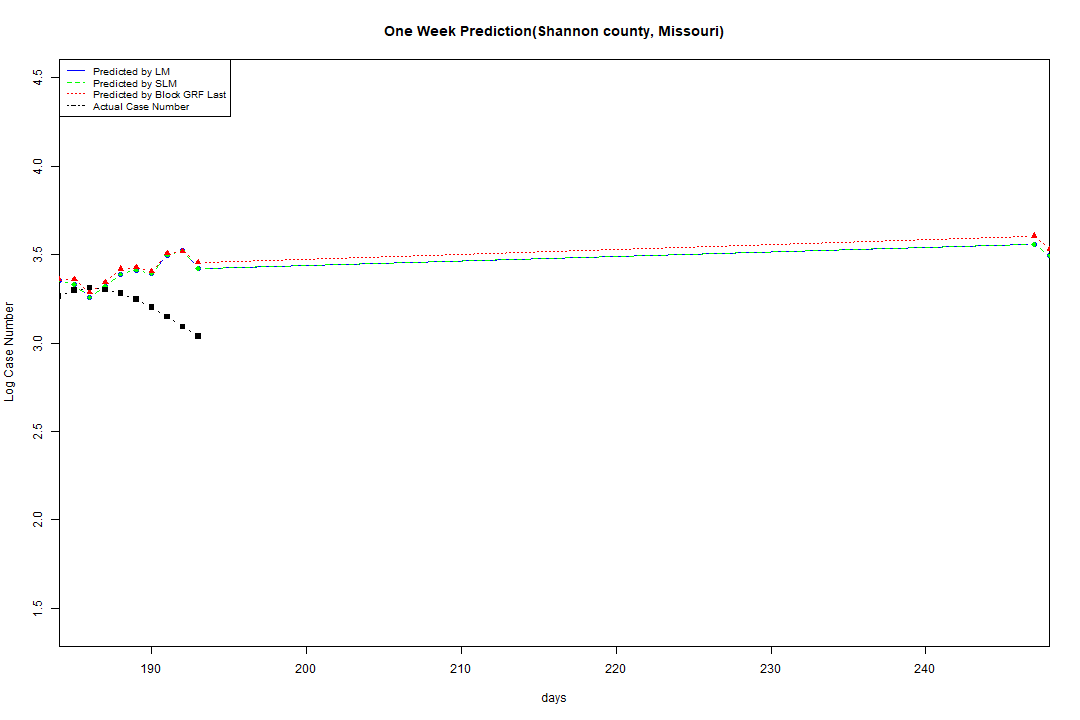 One Week Prediction(Shannon county, Missouri)
Predicted by LM
Predicted by SLM
Predicted by Block GRF Last
Actual Case Number
4.5
4.0
3.5
3.0
2.5
2.0
1.5
Log Case Number
190 200 210 220 230 240
days